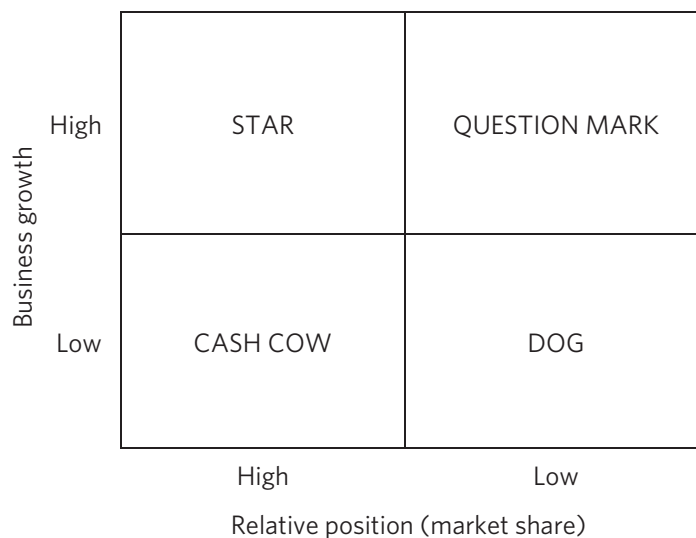 High
STAR
QUESTION MARK
Business growth
Low
CASH COW
DOG
High
Low
Relative position (market share)